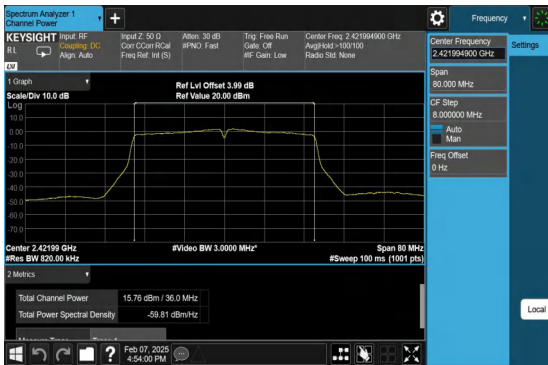 Spectrum Analyzer 1
Channel Power
+
Frequency
KEYSIGHT
RL
Input: RF
Coupling: DC
Align: Auto
Input Z: 50 Ω
Corr CCorr RCal
Freq Ref: Int (S)
Atten: 30 dB
#PNO: Fast
Trig: Free Run
Gate: Off
#IF Gain: Low
Center Freq: 2.421994900 GHz
Avg|Hold:>100/100
Radio Std: None
Center Frequency
2.421994900 GHz
Settings
Span
80.000 MHz
CF Step
8.000000 MHz
Auto
Man
Freq Offset
0 Hz
1 Graph
Scale/Div 10.0 dB
Ref Lvl Offset 3.99 dB
Ref Value 20.00 dBm
Log
10.0
0.00
-10.0
-20.0
-30.0
-40.0
-50.0
-60.0
-70.0
Center 2.42199 GHz
#Res BW 820.00 kHz
#Video BW 3.0000 MHz*
Span 80 MHz
#Sweep 100 ms (1001 pts)
2 Metrics
Total Channel Power 15.76 dBm / 36.0 MHz
Total Power Spectral Density -59.81 dBm/Hz
Local
?
Feb 07, 2025
4:54:00 PM